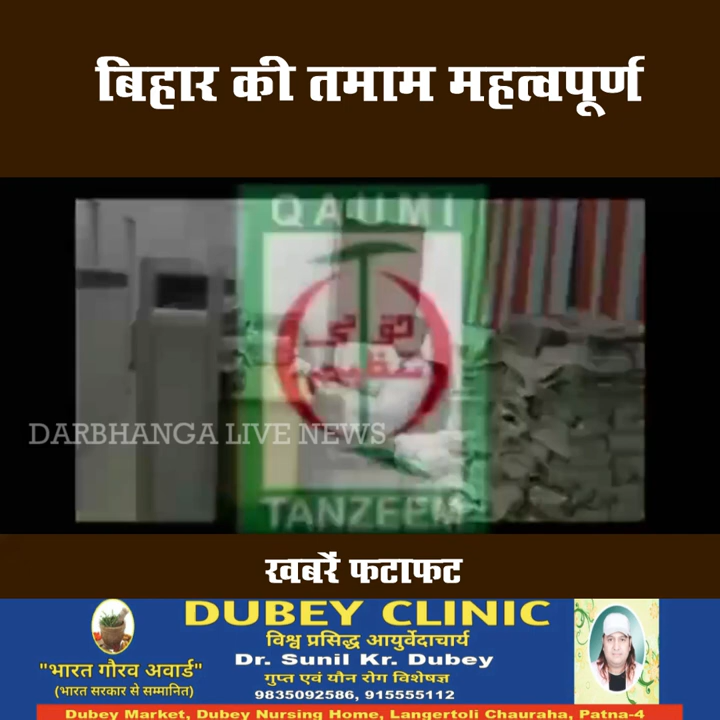 बिहार की तमाम महत्वपूर्ण
QAUMI
قومی
تنظیم
DARBHANGA LIVE NEWS
TANZEEM
खबरें फटाफट
DUBEY CLINIC
विश्व प्रसिद्ध आयुर्वेदाचार्य
"भारत गौरव अवार्ड"
Dr. Sunil Kr. Dubey
गुप्त एवं यौन रोग विशेषज्ञ
(भारत सरकार से सम्मानित)
9835092586, 915555112
Dubey Market, Dubey Nursing Home, Langertoli Chauraha, Patna-4